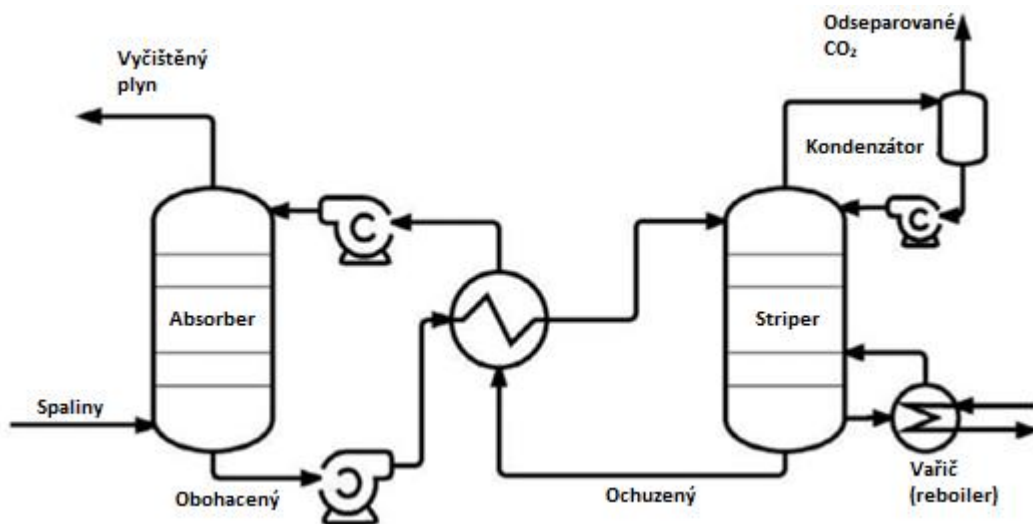 Vyčištěný
plyn
Odseparované
CO₂
Kondenzátor
Absorber
Striper
Spaliny
Obohacený
Ochuzený
Vařič
(reboiler)